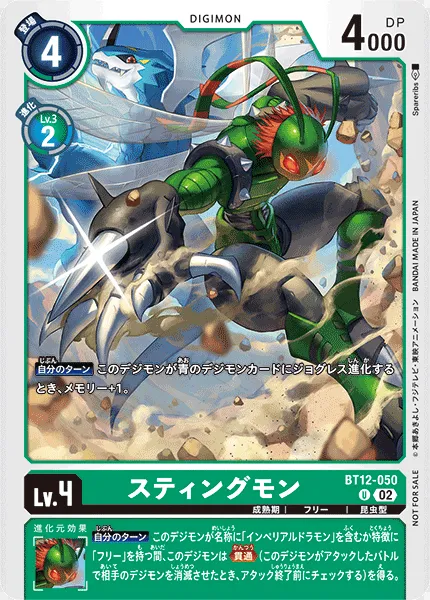 DIGIMON
登場
4
DP
4000
進化
Lv.3
2
Spareribs
BANDAI MADE IN JAPAN
©本郷あきよし・フジテレビ・東映アニメーション
NOT FOR SALE
自分のターン このデジモンが青のデジモンカードにジョグレス進化する
とき、メモリー+1。
Lv.4
スティングモン
BT12-050
U 02
成熟期 | フリー | 昆虫型
進化元効果
自分のターン このデジモンが名称に「インペリアルドラモン」を含むか特徴に
「フリー」を持つ間、このデジモンは 貫通 (このデジモンがアタックしたバトル
で相手のデジモンを消滅させたとき、アタック終了前にチェックする)を得る。